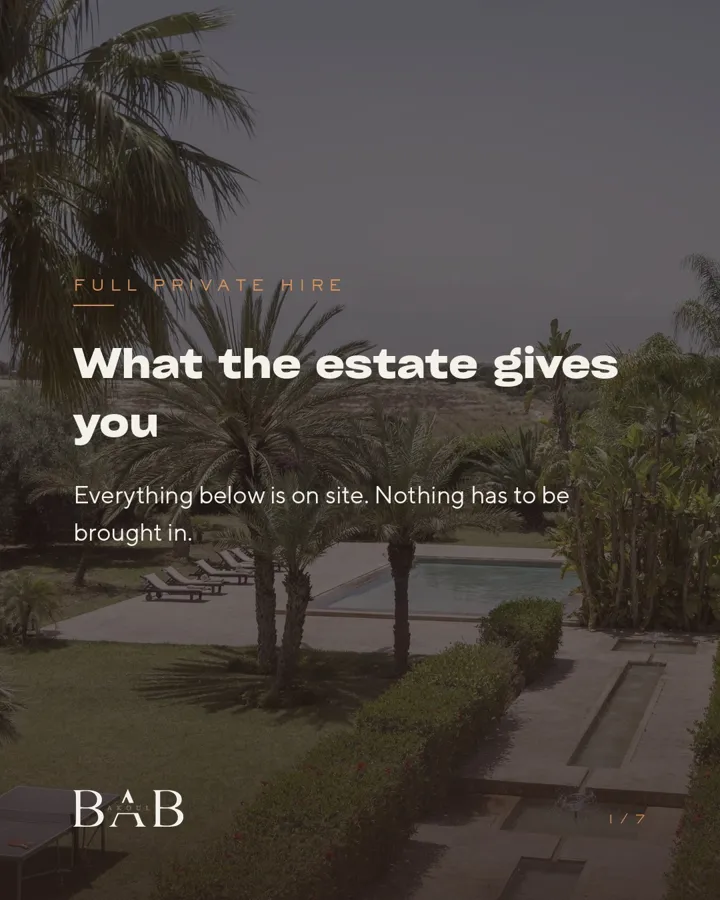 FULL PRIVATE HIRE
What the estate gives
you
Everything below is on site. Nothing has to be
brought in.
BAB
1/7